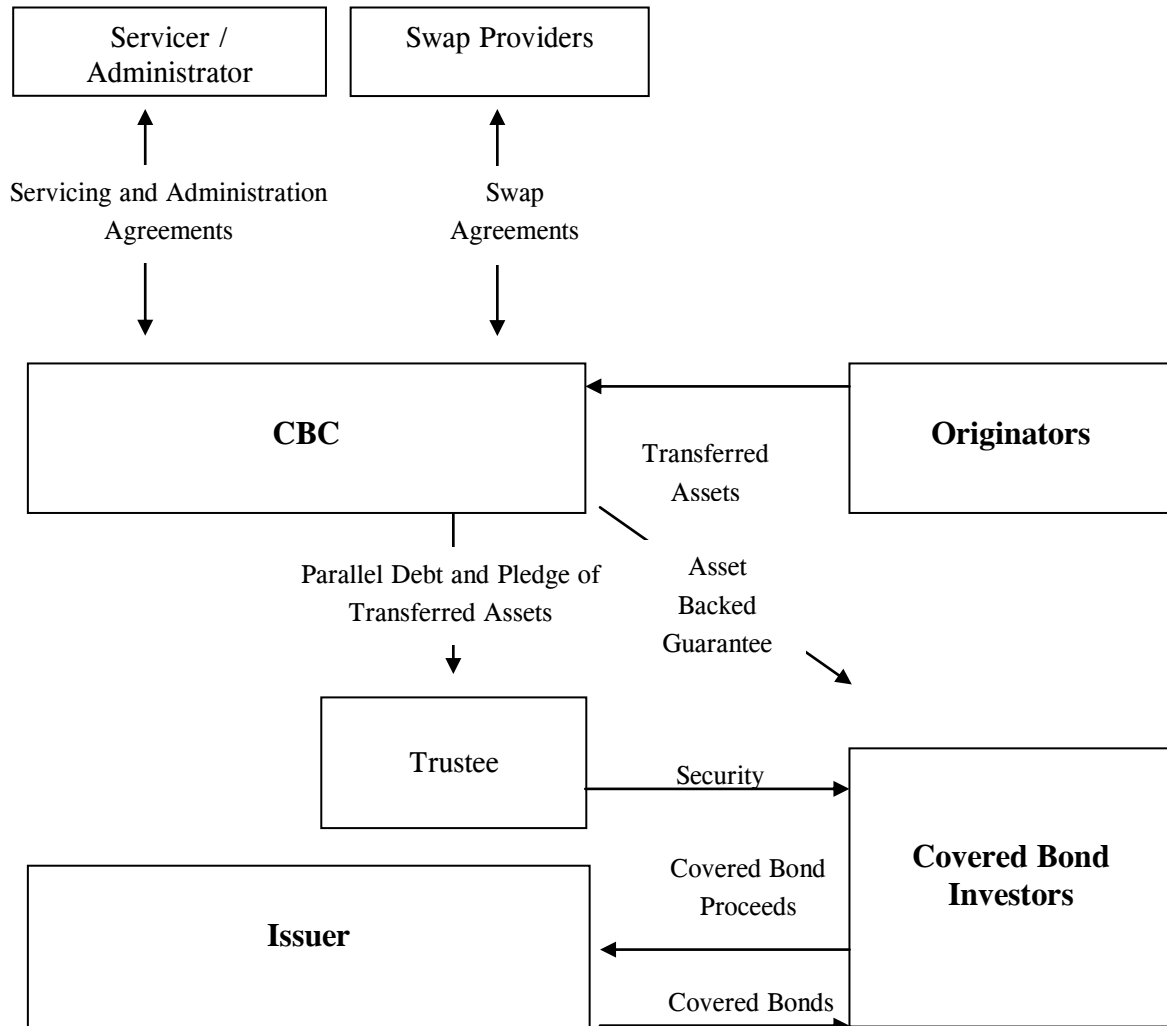 Servicer /
Administrator
Swap Providers
Servicing and Administration
Agreements
Swap
Agreements
CBC
Originators
Transferred
Assets
Parallel Debt and Pledge of
Transferred Assets
Asset
Backed
Guarantee
Trustee
Security
Covered Bond
Investors
Covered Bond
Proceeds
Issuer
Covered Bonds